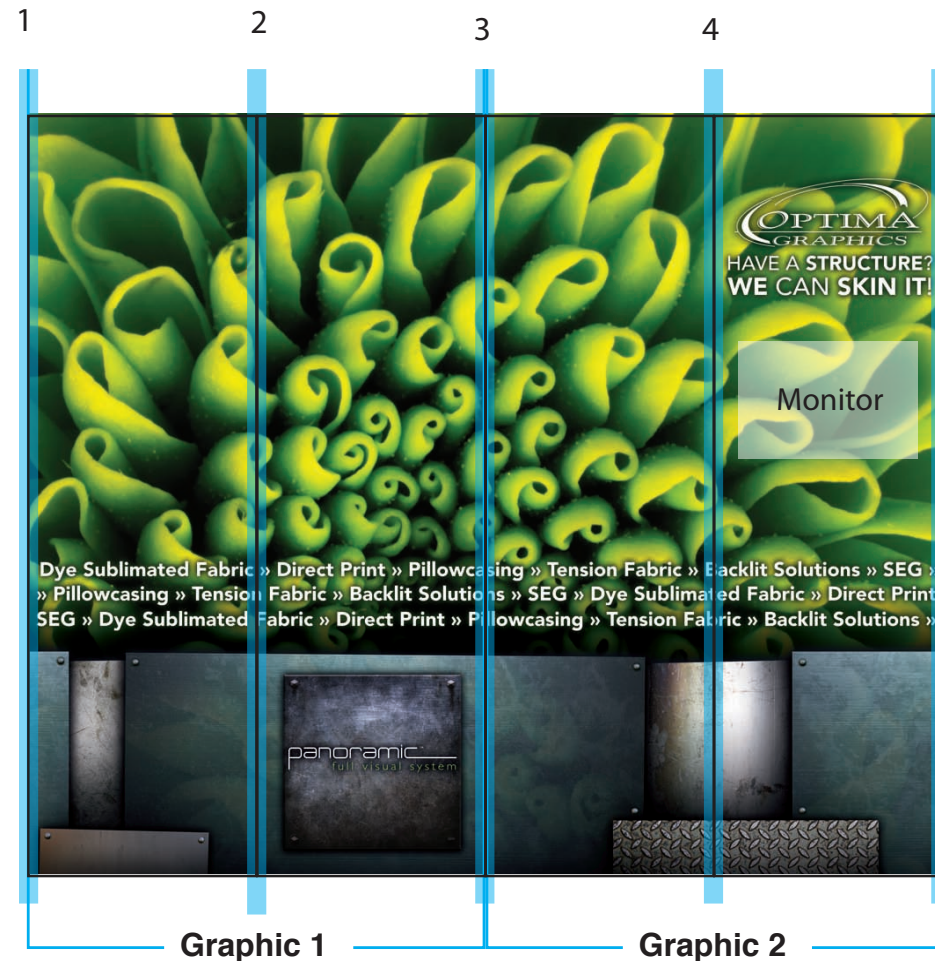 1
2
3
4
OPTIMA
GRAPHICS
HAVE A STRUCTURE?
WE CAN SKIN IT!
Monitor
Dye Sublimated Fabric » Direct Print » Pillowcasing » Tension Fabric » Backlit Solutions » SEG »
» Pillowcasing » Tension Fabric » Backlit Solutions » SEG » Dye Sublimated Fabric » Direct Print
SEG » Dye Sublimated Fabric » Direct Print » Pillowcasing » Tension Fabric » Backlit Solutions »
panoramic™
full visual system
Graphic 1
Graphic 2